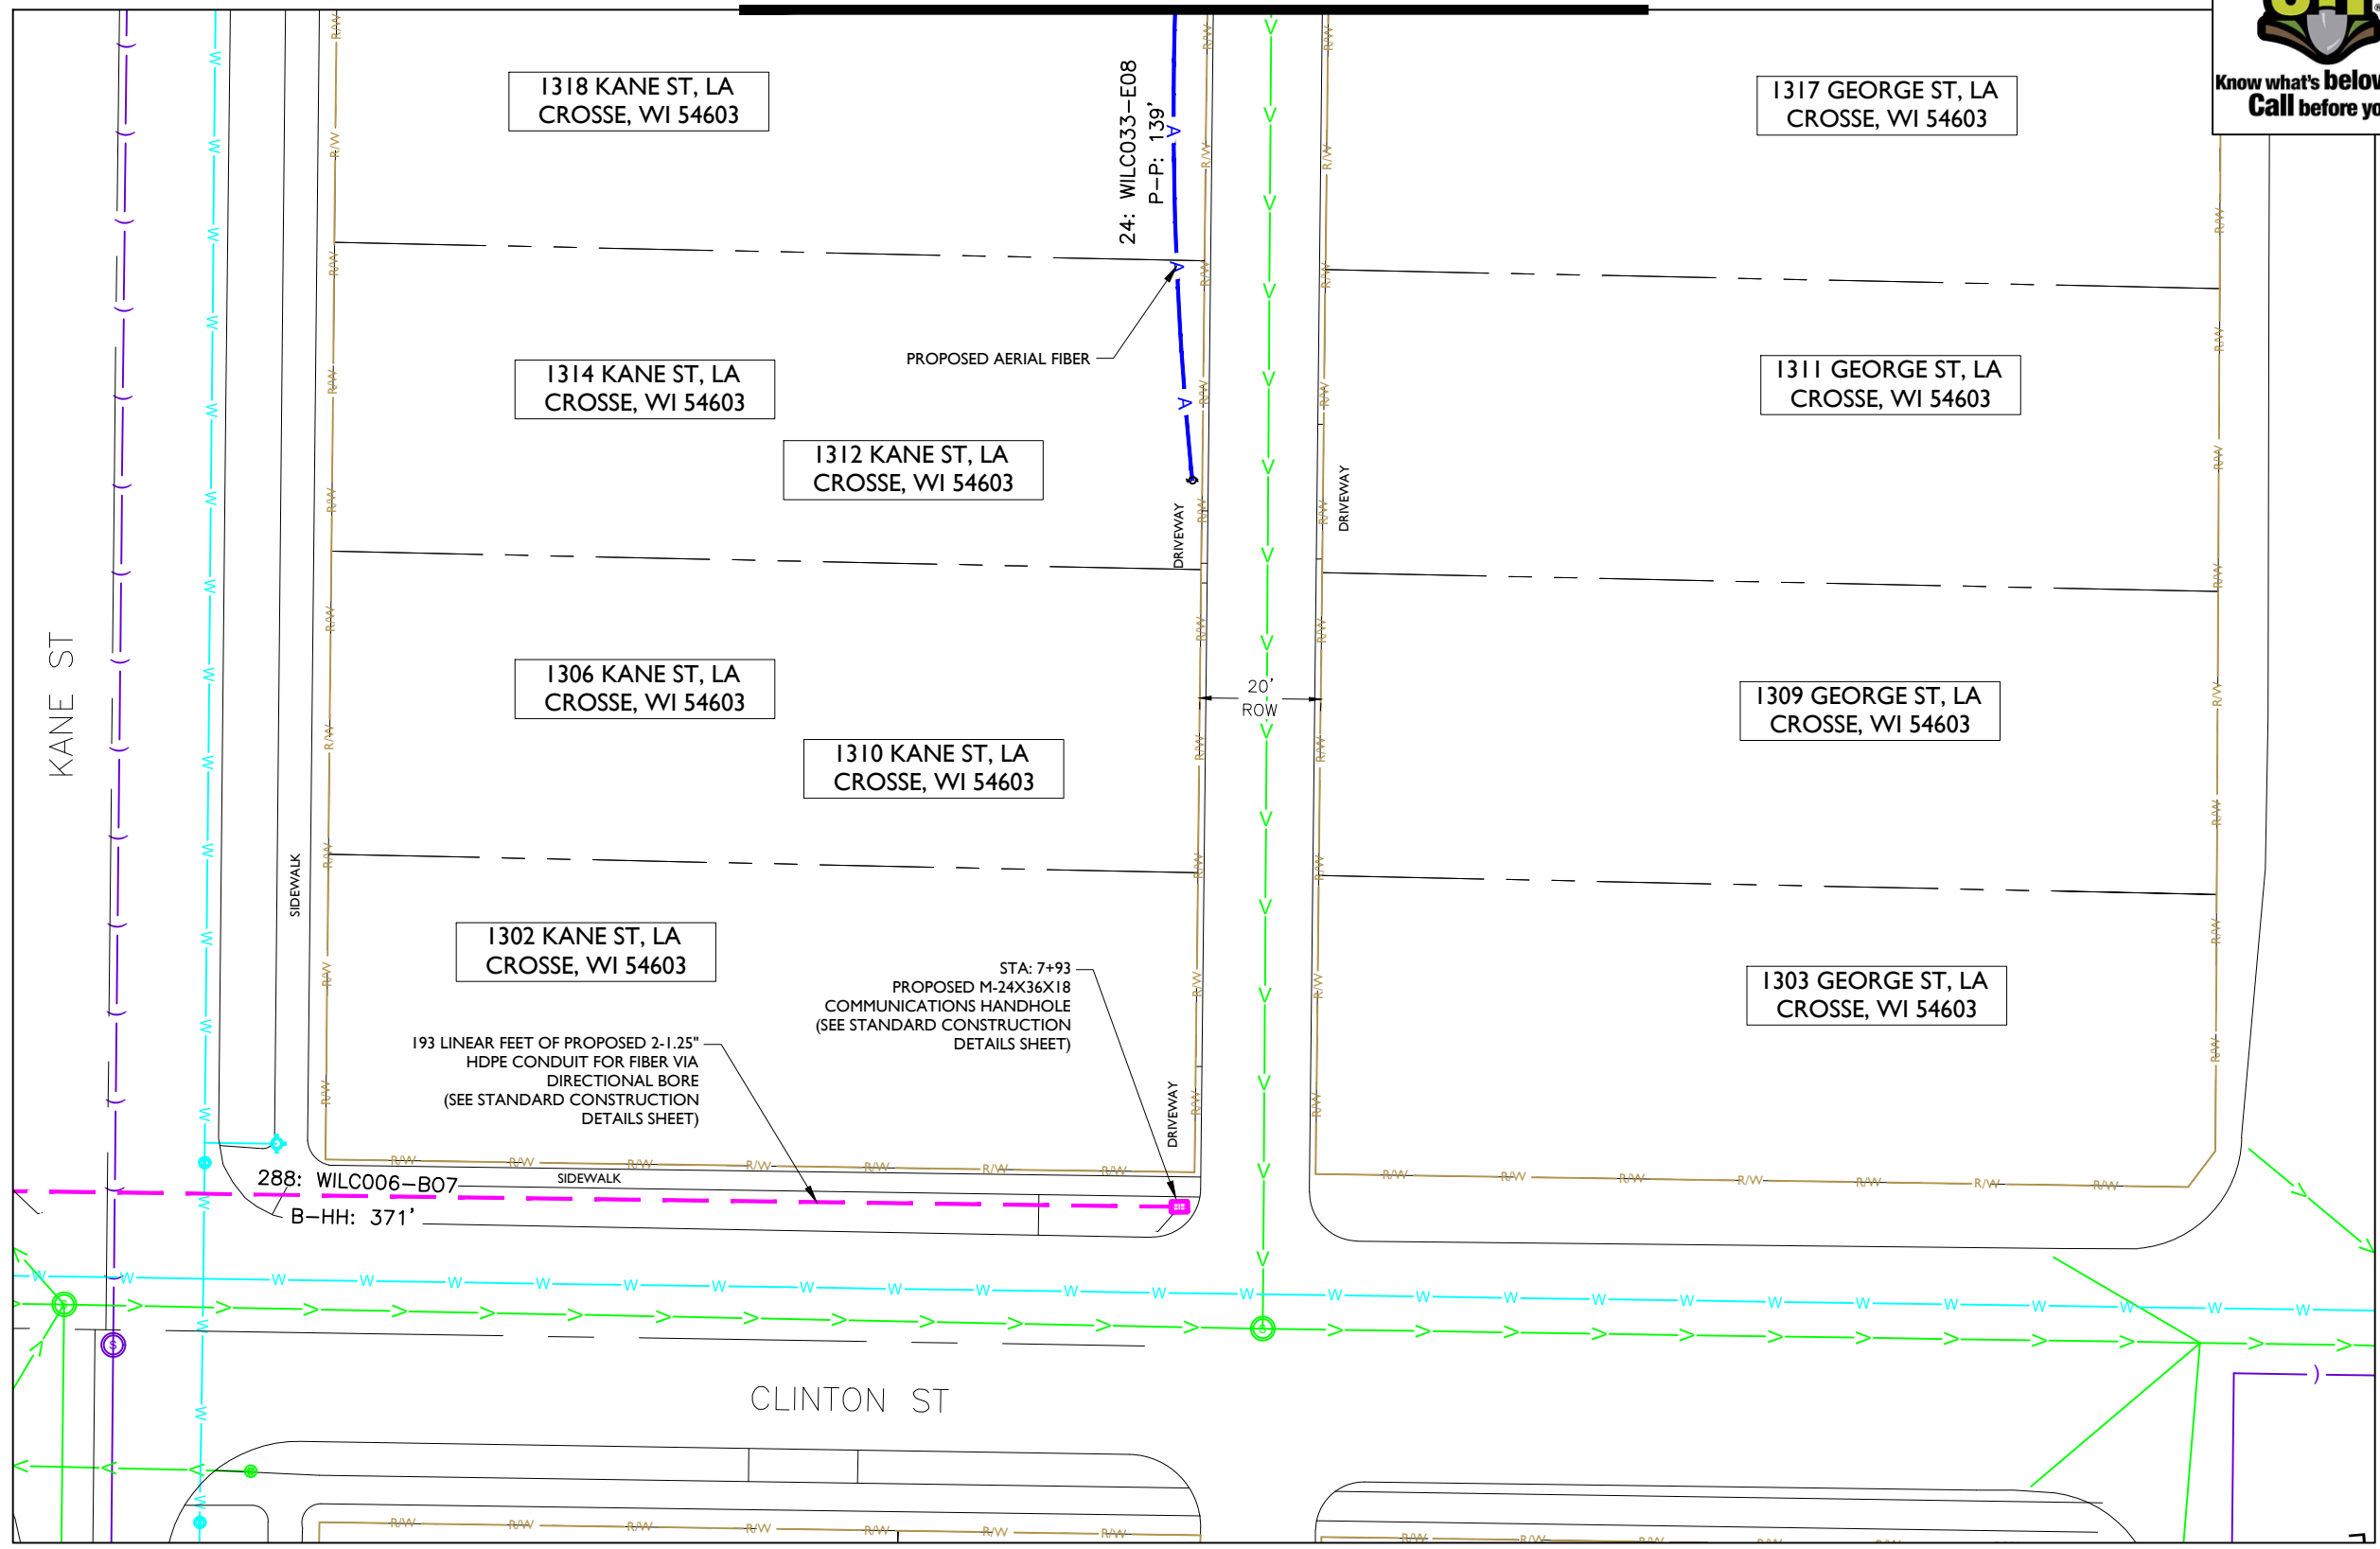 Know what's below.
Call before you
1318 KANE ST, LA
CROSSE, WI 54603
24: WILC033-E08
P-P: 139'
1317 GEORGE ST, LA
CROSSE, WI 54603
PROPOSED AERIAL FIBER
1314 KANE ST, LA
CROSSE, WI 54603
1311 GEORGE ST, LA
CROSSE, WI 54603
1312 KANE ST, LA
CROSSE, WI 54603
DRIVEWAY
DRIVEWAY
KANE ST
1306 KANE ST, LA
CROSSE, WI 54603
20'
ROW
1309 GEORGE ST, LA
CROSSE, WI 54603
1310 KANE ST, LA
CROSSE, WI 54603
SIDEWALK
1302 KANE ST, LA
CROSSE, WI 54603
STA: 7+93
PROPOSED M-24X36X18
COMMUNICATIONS HANDHOLE
(SEE STANDARD CONSTRUCTION
DETAILS SHEET)
1303 GEORGE ST, LA
CROSSE, WI 54603
193 LINEAR FEET OF PROPOSED 2-1.25"
HDPE CONDUIT FOR FIBER VIA
DIRECTIONAL BORE
(SEE STANDARD CONSTRUCTION
DETAILS SHEET)
DRIVEWAY
288: WILC006-B07
SIDEWALK
B-HH: 371'
CLINTON ST